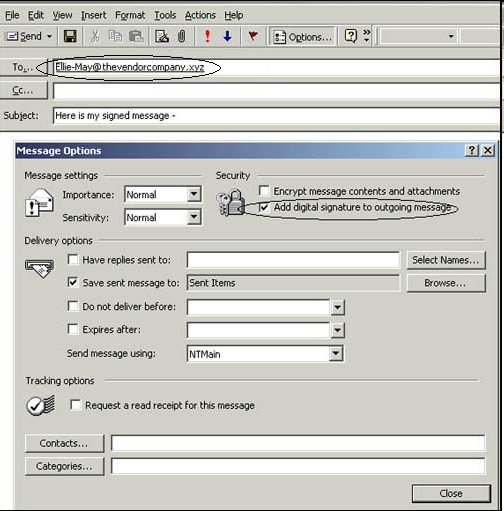 File Edit View Insert Format Tools Actions Help
Send Options...
To... Ellie-May@thevendorcompany.xyz
Cc...
Subject: Here is my signed message -
Message Options
Message settings Security
Importance: Normal Encrypt message contents and attachments
Sensitivity: Normal Add digital signature to outgoing message
Delivery options
Have replies sent to: Select Names...
Save sent message to: Sent Items Browse...
Do not deliver before:
Expires after:
Send message using: NTMain
Tracking options
Request a read receipt for this message
Contacts...
Categories...
Close